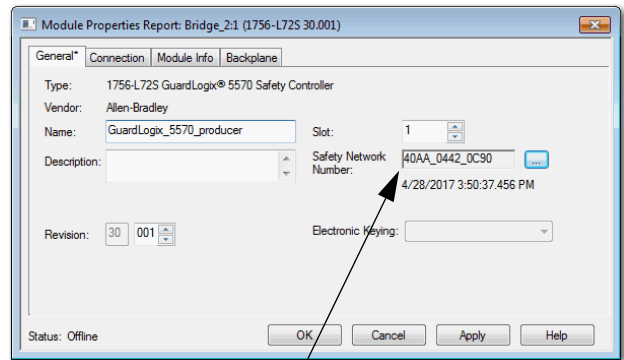 Module Properties Report: Bridge_2:1 (1756-L72S 30.001)
General* Connection Module Info Backplane
Type: 1756-L72S GuardLogix® 5570 Safety Controller
Vendor: Allen-Bradley
Name: GuardLogix_5570_producer Slot: 1
Description: Safety Network Number: 40AA_0442_0C90 ...
4/28/2017 3:50:37.456 PM
Revision: 30 001 Electronic Keying:
Status: Offline OK Cancel Apply Help